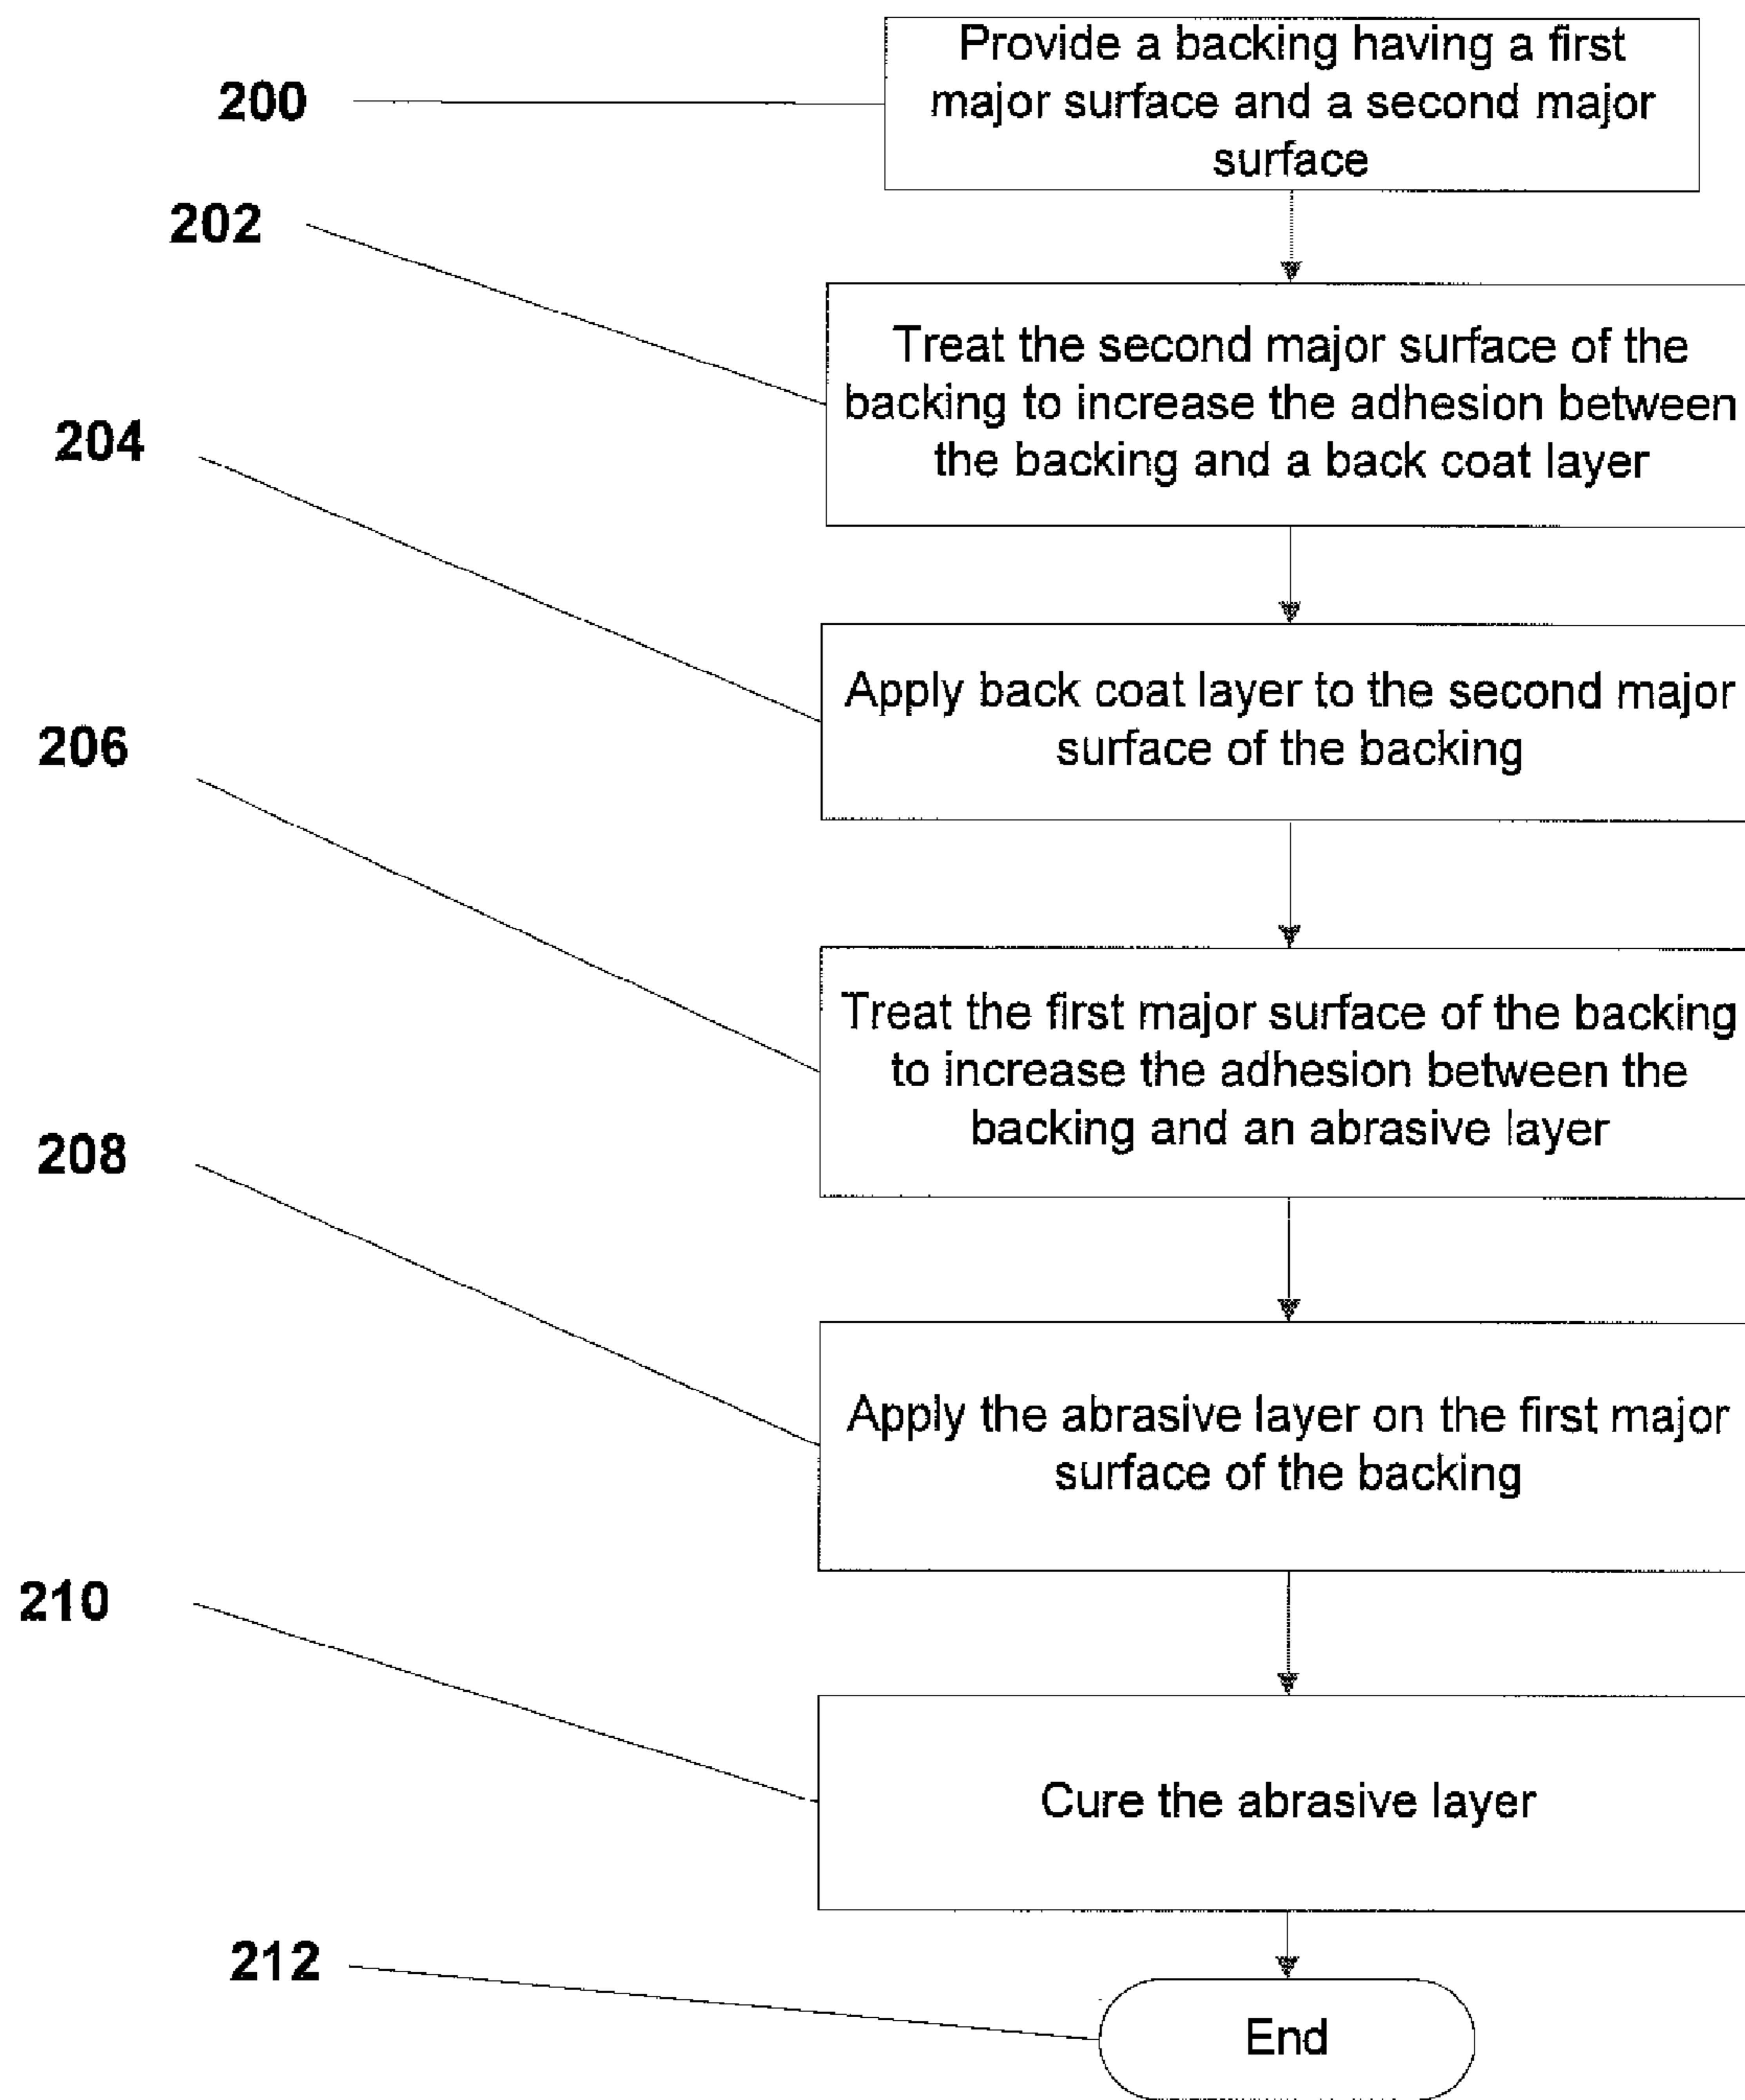 200
Provide a backing having a first
major surface and a second major
surface
202
Treat the second major surface of the
backing to increase the adhesion between
the backing and a back coat layer
204
Apply back coat layer to the second major
surface of the backing
206
Treat the first major surface of the backing
to increase the adhesion between the
backing and an abrasive layer
208
Apply the abrasive layer on the first major
surface of the backing
210
Cure the abrasive layer
212
End